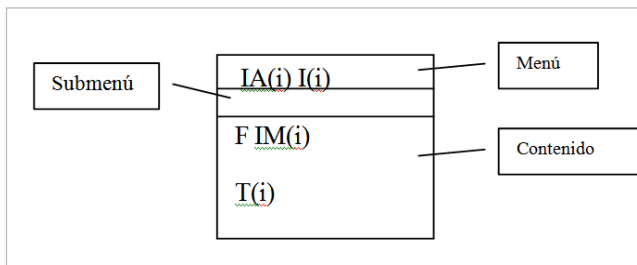 Menú
IA(i) I(i)
Submenú
F IM(i)
Contenido
T(i)